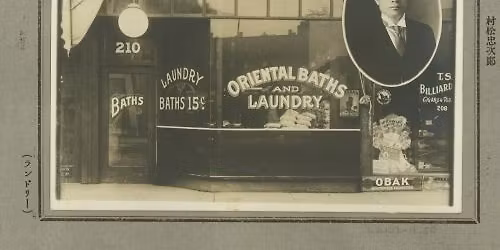 210
BATHS
LAUNDRY
BATHS 15¢
ORIENTAL BATHS
AND
LAUNDRY
T.S.
BILLIARD
208
OBAK
村松忠次郎
(ランドリー)